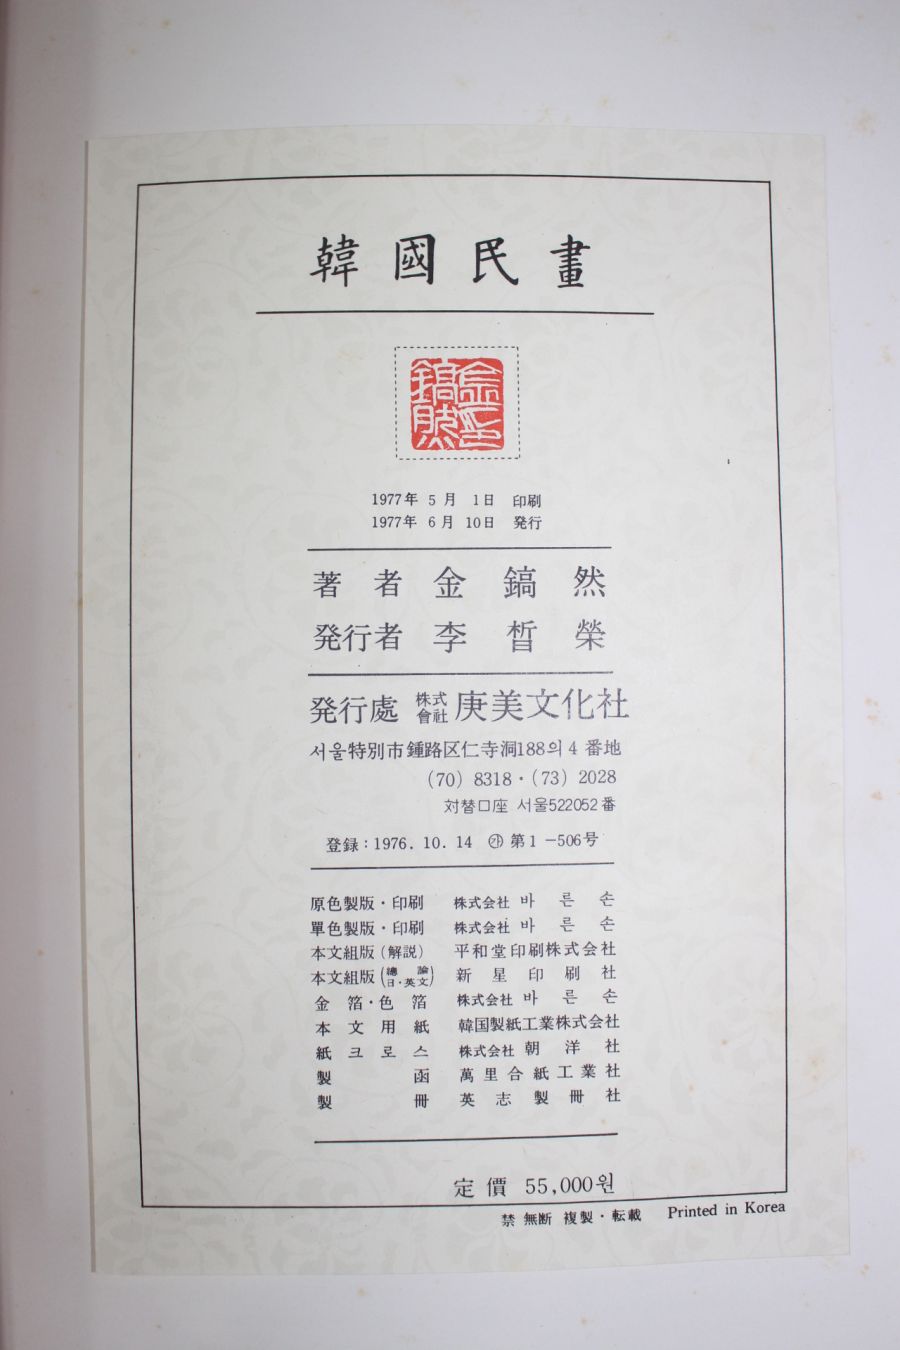 韓國民畫
金鎬然印
1977年 5月 1日 印刷
1977年 6月 10日 発行
著者 金鎬然
発行者 李晳榮
発行處 株式會社 庚美文化社
서울特別市鍾路区仁寺洞188의4番地
(70) 8318・(73) 2028
対替口座 서울522052番
登録 : 1976. 10. 14 ㉮ 第1-506号
原色製版・印刷 株式会社 바른손
單色製版・印刷 株式会社 바른손
本文組版(解説) 平和堂印刷株式会社
本文組版(總論 日・英文) 新星印刷社
金箔・色箔 株式会社 바른손
本文用紙 韓国製紙工業株式会社
紙크로스 株式会社 朝洋社
製函 萬里合紙工業社
製冊 英志製冊社
定價 55,000원
禁 無断 複製・転載 Printed in Korea